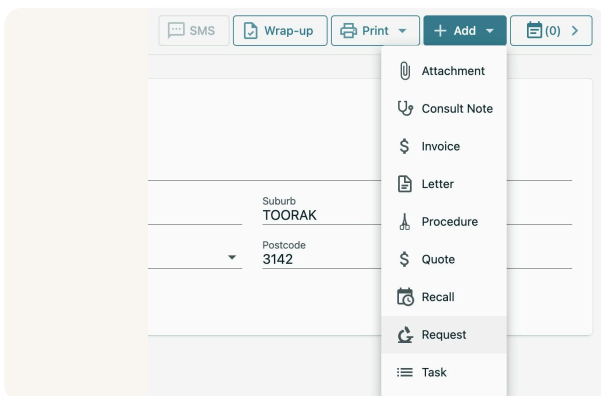 SMS Wrap-up Print + Add (0) >
Attachment
Consult Note
Invoice
Letter
Suburb
TOORAK
Procedure
Postcode
3142
Quote
Recall
Request
Task